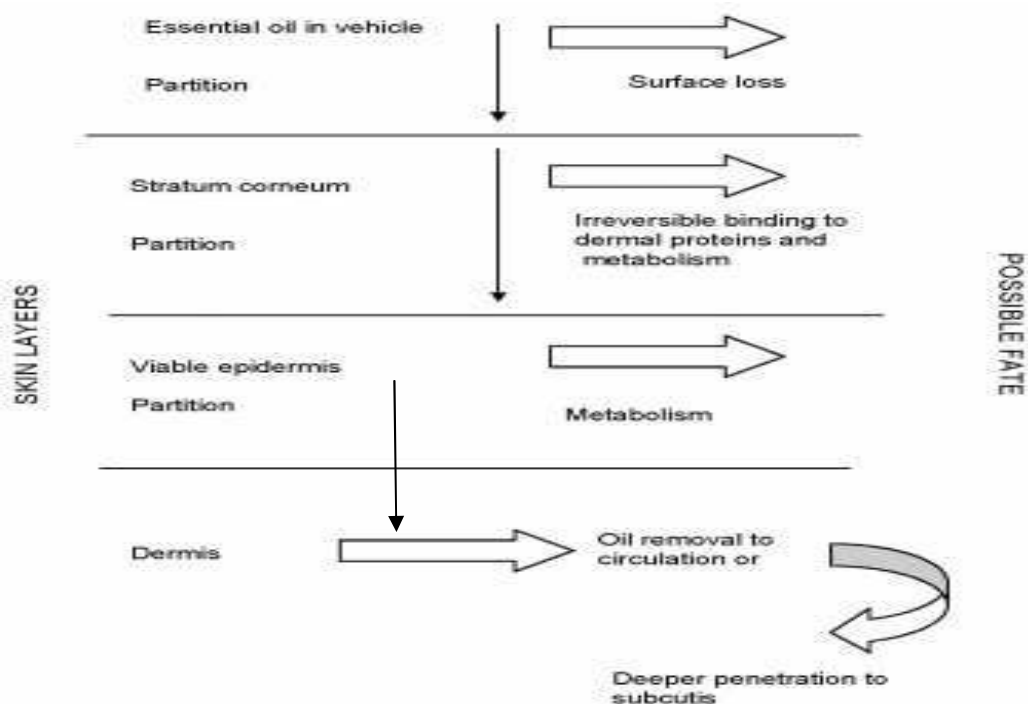 Essential oil in vehicle
Partition
Surface loss
Stratum corneum
Partition
Irreversible binding to
dermal proteins and
metabolism
SKIN LAYERS
POSSIBLE FATE
Viable epidermis
Partition
Metabolism
Dermis
Oil removal to
circulation or
Deeper penetration to
subcutis